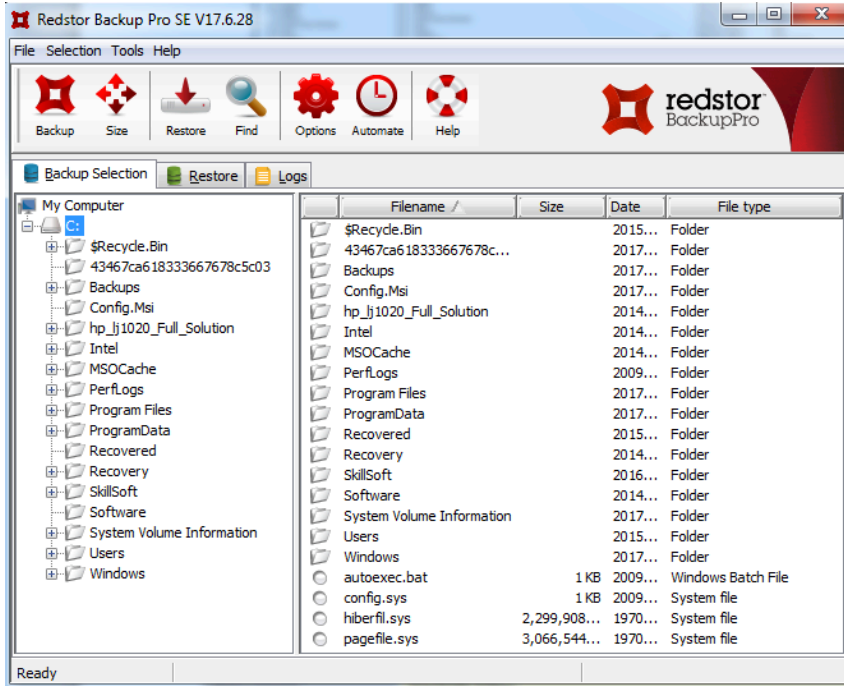 Redstor Backup Pro SE V17.6.28
File Selection Tools Help
Backup Size Restore Find Options Automate Help
redstor
BackupPro
Backup Selection Restore Logs
My Computer
C:
$Recycle.Bin
43467ca618333667678c5c03
Backups
Config.Msi
hp_lj1020_Full_Solution
Intel
MSOCache
PerfLogs
Program Files
ProgramData
Recovered
Recovery
SkillSoft
Software
System Volume Information
Users
Windows
Filename Size Date File type
$Recycle.Bin 2015... Folder
43467ca618333667678c... 2017... Folder
Backups 2017... Folder
Config.Msi 2017... Folder
hp_lj1020_Full_Solution 2014... Folder
Intel 2014... Folder
MSOCache 2014... Folder
PerfLogs 2009... Folder
Program Files 2017... Folder
ProgramData 2017... Folder
Recovered 2015... Folder
Recovery 2014... Folder
SkillSoft 2016... Folder
Software 2014... Folder
System Volume Information 2017... Folder
Users 2015... Folder
Windows 2017... Folder
autoexec.bat 1 KB 2009... Windows Batch File
config.sys 1 KB 2009... System file
hiberfil.sys 2,299,908... 1970... System file
pagefile.sys 3,066,544... 1970... System file
Ready